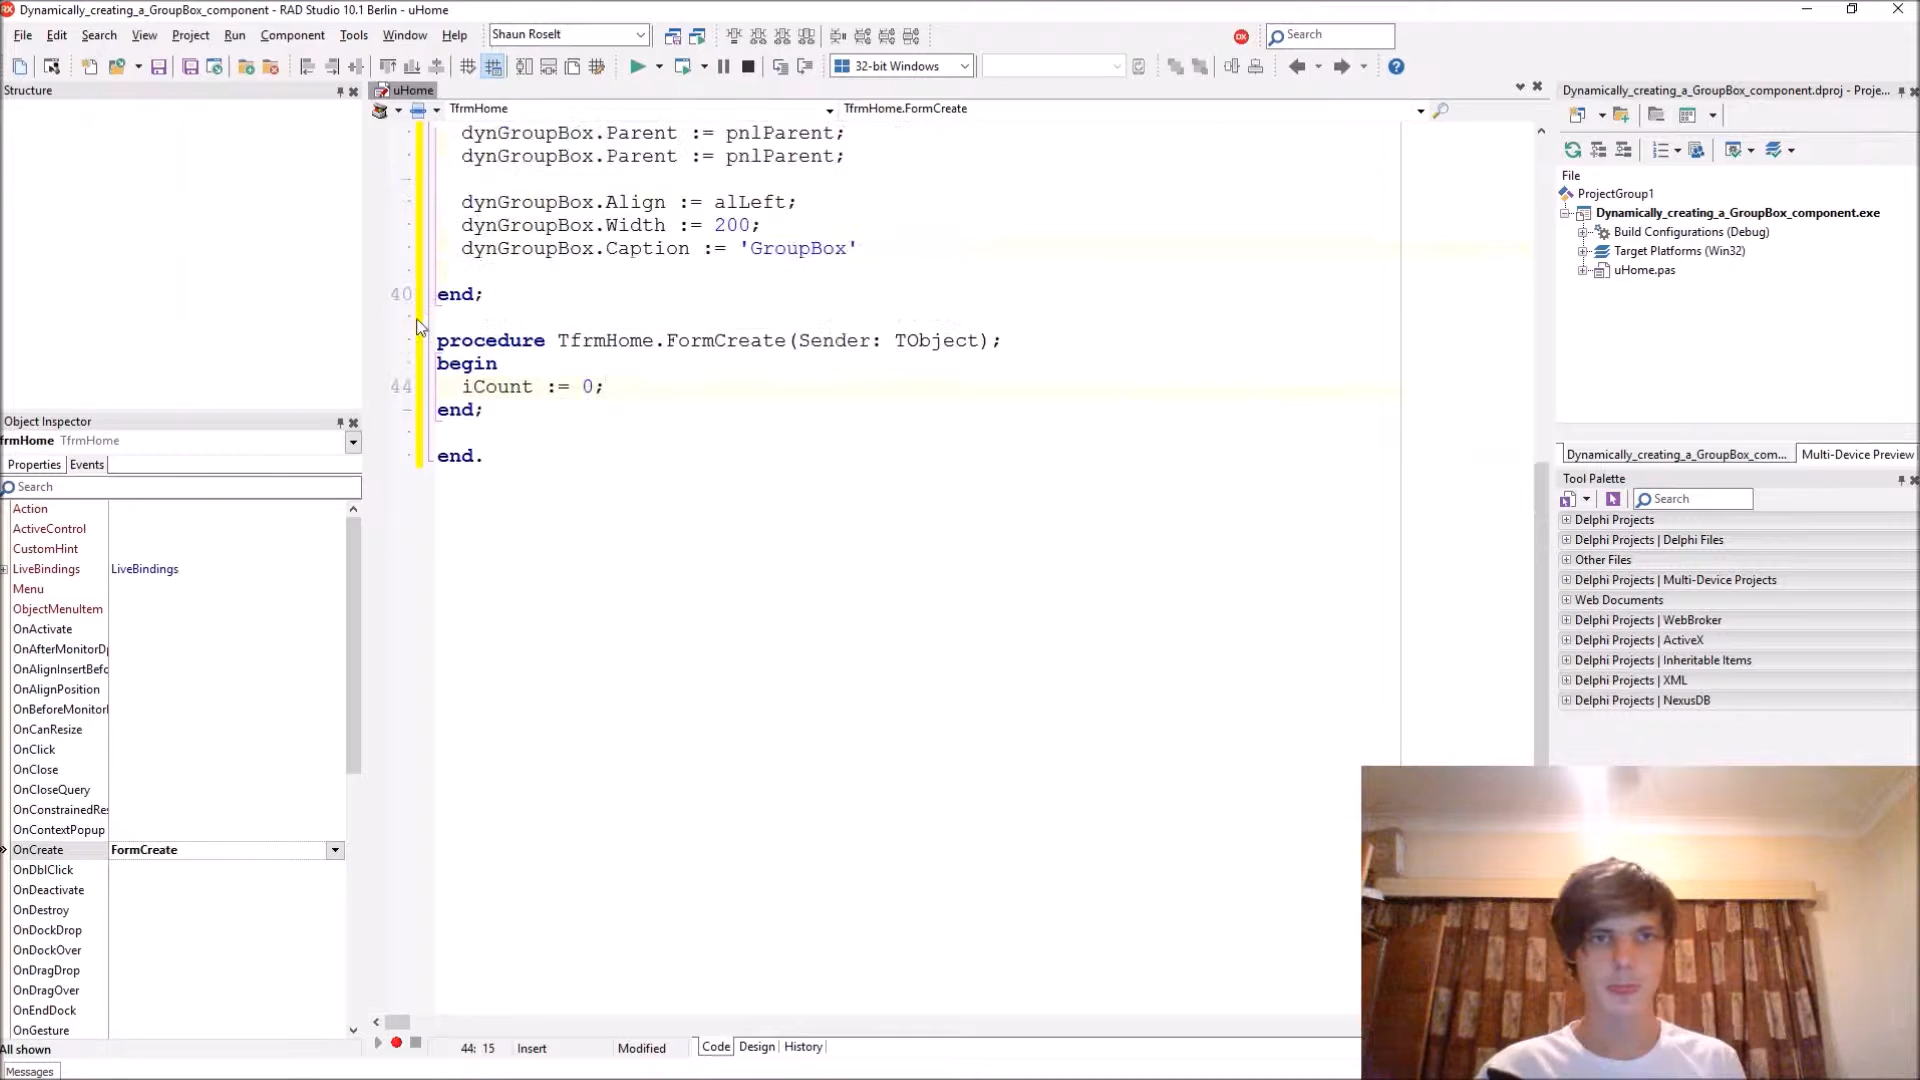 Dynamically_creating_a_GroupBox_component - RAD Studio 10.1 Berlin - uHome
File Edit Search View Project Run Component Tools Window Help
Shaun Roselt
Search
32-bit Windows
Structure
uHome
TfrmHome
TfrmHome.FormCreate
dynGroupBox.Parent := pnlParent;
dynGroupBox.Parent := pnlParent;
dynGroupBox.Align := alLeft;
dynGroupBox.Width := 200;
dynGroupBox.Caption := 'GroupBox'
40 end;
procedure TfrmHome.FormCreate(Sender: TObject);
begin
44 iCount := 0;
end;
end.
Object Inspector
frmHome TfrmHome
Properties Events
Search
Action
ActiveControl
CustomHint
LiveBindings LiveBindings
Menu
ObjectMenuItem
OnActivate
OnAfterMonitorDp
OnAlignInsertBefo
OnAlignPosition
OnBeforeMonitorl
OnCanResize
OnClick
OnClose
OnCloseQuery
OnConstrainedRes
OnContextPopup
OnCreate FormCreate
OnDblClick
OnDeactivate
OnDestroy
OnDockDrop
OnDockOver
OnDragDrop
OnDragOver
OnEndDock
OnGesture
All shown
Messages
44: 15 Insert Modified Code Design History
Dynamically_creating_a_GroupBox_component.dproj - Proje...
File
ProjectGroup1
Dynamically_creating_a_GroupBox_component.exe
Build Configurations (Debug)
Target Platforms (Win32)
uHome.pas
Dynamically_creating_a_GroupBox_com... Multi-Device Preview
Tool Palette
Search
Delphi Projects
Delphi Projects | Delphi Files
Other Files
Delphi Projects | Multi-Device Projects
Web Documents
Delphi Projects | WebBroker
Delphi Projects | ActiveX
Delphi Projects | Inheritable Items
Delphi Projects | XML
Delphi Projects | NexusDB